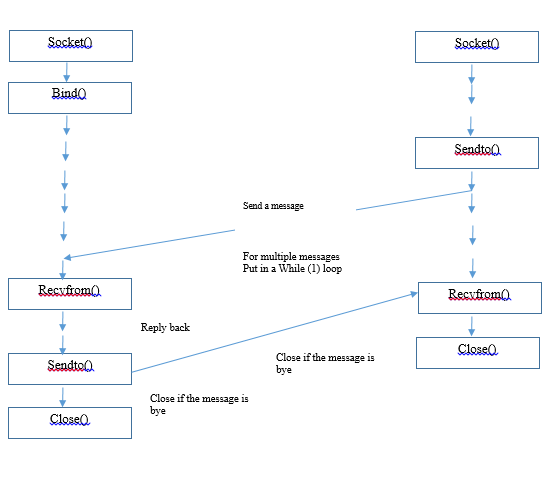 Socket()
Socket()
Bind()
Sendto()
Send a message
For multiple messages
Put in a While (1) loop
Recvfrom()
Recvfrom()
Reply back
Close()
Close if the message is
bye
Sendto()
Close if the message is
bye
Close()